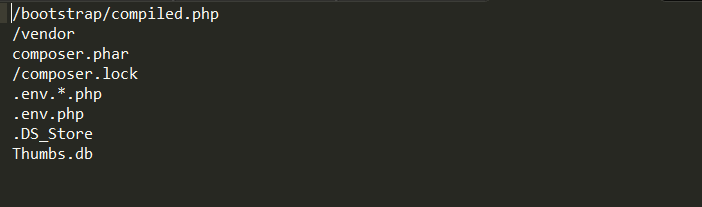 /bootstrap/compiled.php
/vendor
composer.phar
/composer.lock
.env.*.php
.env.php
.DS_Store
Thumbs.db